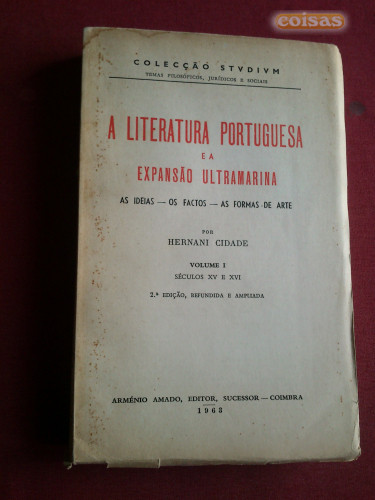 coisas
COLECÇÃO STVDIVM
TEMAS FILOSÓFICOS, JURÍDICOS E SOCIAIS
A LITERATURA PORTUGUESA
E A
EXPANSÃO ULTRAMARINA
AS IDÉIAS — OS FACTOS — AS FORMAS DE ARTE
POR
HERNANI CIDADE
VOLUME I
SÉCULOS XV E XVI
2.ª EDIÇÃO, REFUNDIDA E AMPLIADA
ARMÉNIO AMADO, EDITOR, SUCESSOR — COIMBRA
1963